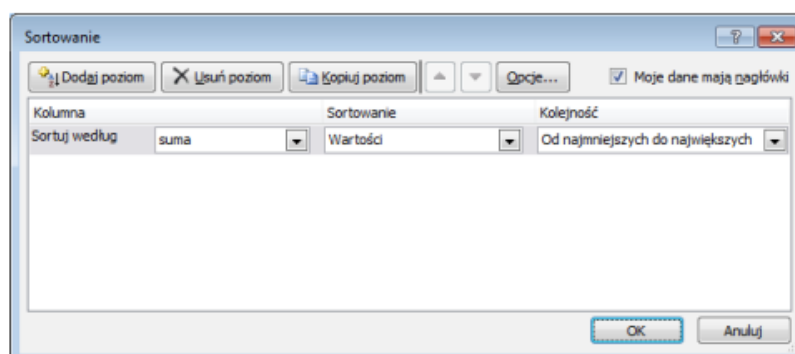 Sortowanie
Dodaj poziom Usuń poziom Kopiuj poziom Opcje... Moje dane mają nagłówki
Kolumna Sortowanie Kolejność
Sortuj według suma Wartości Od najmniejszych do największych
OK Anuluj